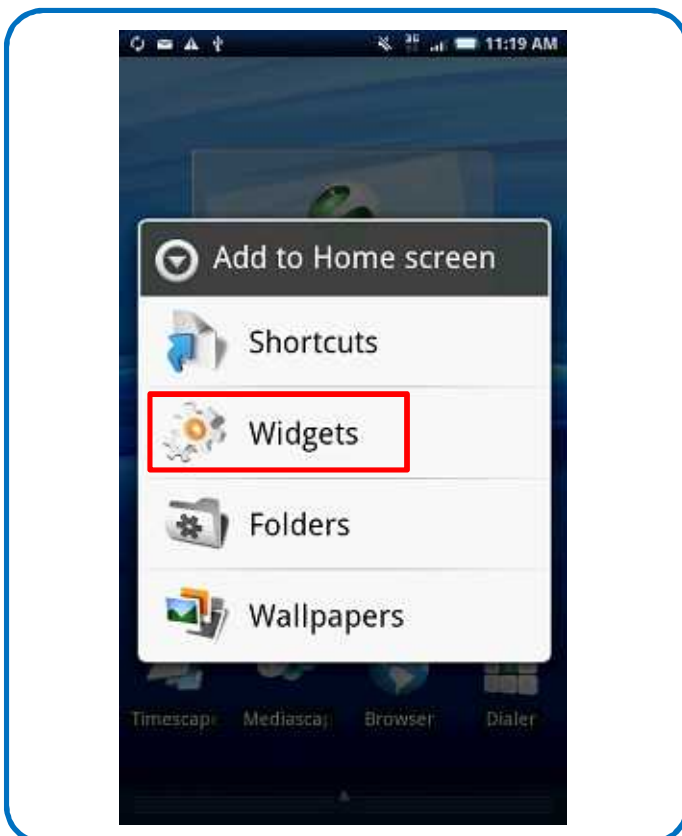 11:19 AM
Add to Home screen
Shortcuts
Widgets
Folders
Wallpapers
Timescape Mediascap Browser Dialer